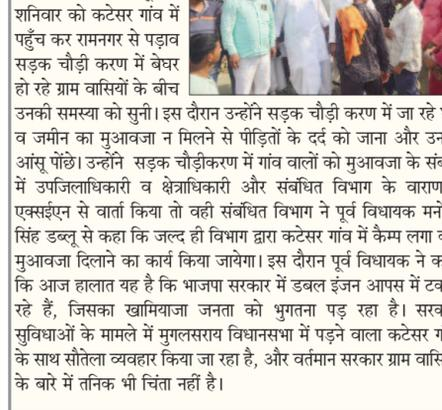 शनिवार को कटेसर गांव में
पहुँच कर रामनगर से पड़ाव
सड़क चौड़ी करण में बेघर
हो रहे ग्राम वासियों के बीच
उनकी समस्या को सुनी। इस दौरान उन्होंने सड़क चौड़ी करण में जा रहे
व जमीन का मुआवजा न मिलने से पीड़ितों के दर्द को जाना और उन
आंसू पोंछे। उन्होंने सड़क चौड़ीकरण में गांव वालों को मुआवजा के संब
में उपजिलाधिकारी व क्षेत्राधिकारी और संबंधित विभाग के वाराण
एक्सईएन से वार्ता किया तो वही संबंधित विभाग ने पूर्व विधायक मनो
सिंह डब्लू से कहा कि जल्द ही विभाग द्वारा कटेसर गांव में कैम्प लगा क
मुआवजा दिलाने का कार्य किया जायेगा। इस दौरान पूर्व विधायक ने क
कि आज हालात यह है कि भाजपा सरकार में डबल इंजन आपस में टक
रहे हैं, जिसका खामियाजा जनता को भुगतना पड़ रहा है। सरक
सुविधाओं के मामले में मुगलसराय विधानसभा में पड़ने वाला कटेसर ग
के साथ सौतेला व्यवहार किया जा रहा है, और वर्तमान सरकार ग्राम वासि
के बारे में तनिक भी चिंता नहीं है।